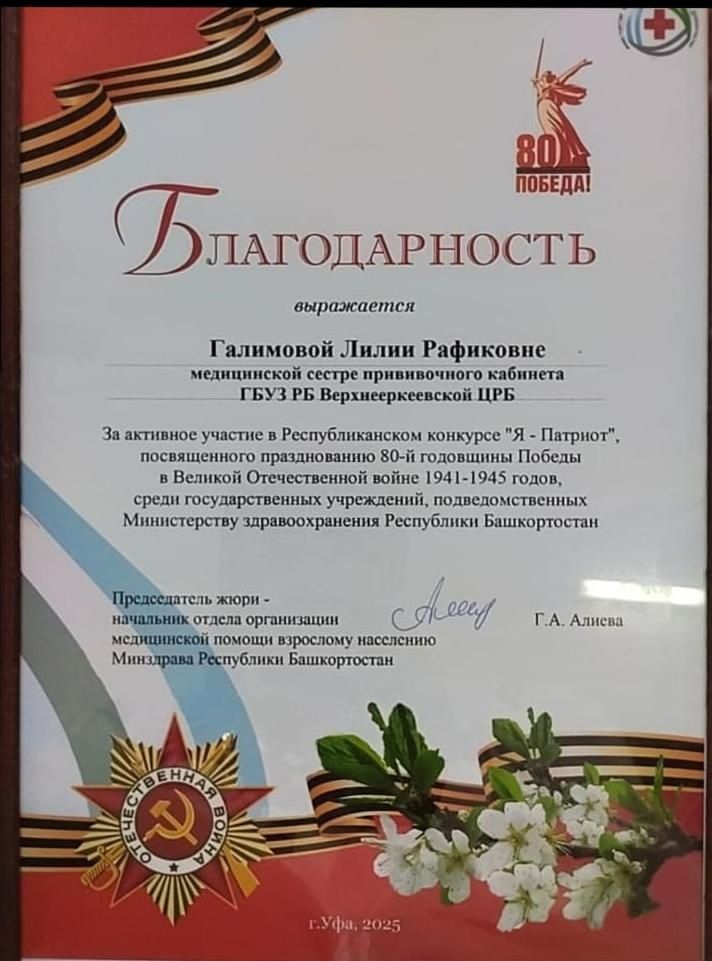 80
ПОБЕДА!
БЛАГОДАРНОСТЬ
выражается
Галимовой Лилии Рафиковне
медицинской сестре прививочного кабинета
ГБУЗ РБ Верхнееркеевской ЦРБ
За активное участие в Республиканском конкурсе "Я - Патриот",
посвященного празднованию 80-й годовщины Победы
в Великой Отечественной войне 1941-1945 годов,
среди государственных учреждений, подведомственных
Министерству здравоохранения Республики Башкортостан
Председатель жюри -
начальник отдела организации
медицинской помощи взрослому населению
Минздрава Республики Башкортостан
Г.А. Алиева
ОТЕЧЕСТВЕННАЯ ВОЙНА
г.Уфа, 2025